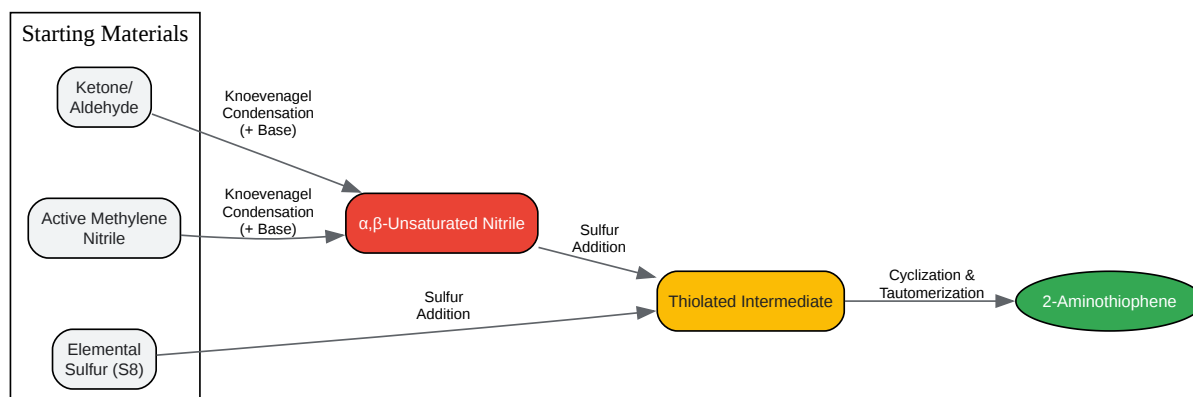 Starting Materials
Ketone/
Aldehyde
Knoevenagel
Condensation
(+ Base)
Active Methylene
Nitrile
Knoevenagel
Condensation
(+ Base)
α,β-Unsaturated Nitrile
Sulfur
Addition
Elemental
Sulfur (S8)
Sulfur
Addition
Thiolated Intermediate
Cyclization &
Tautomerization
2-Aminothiophene